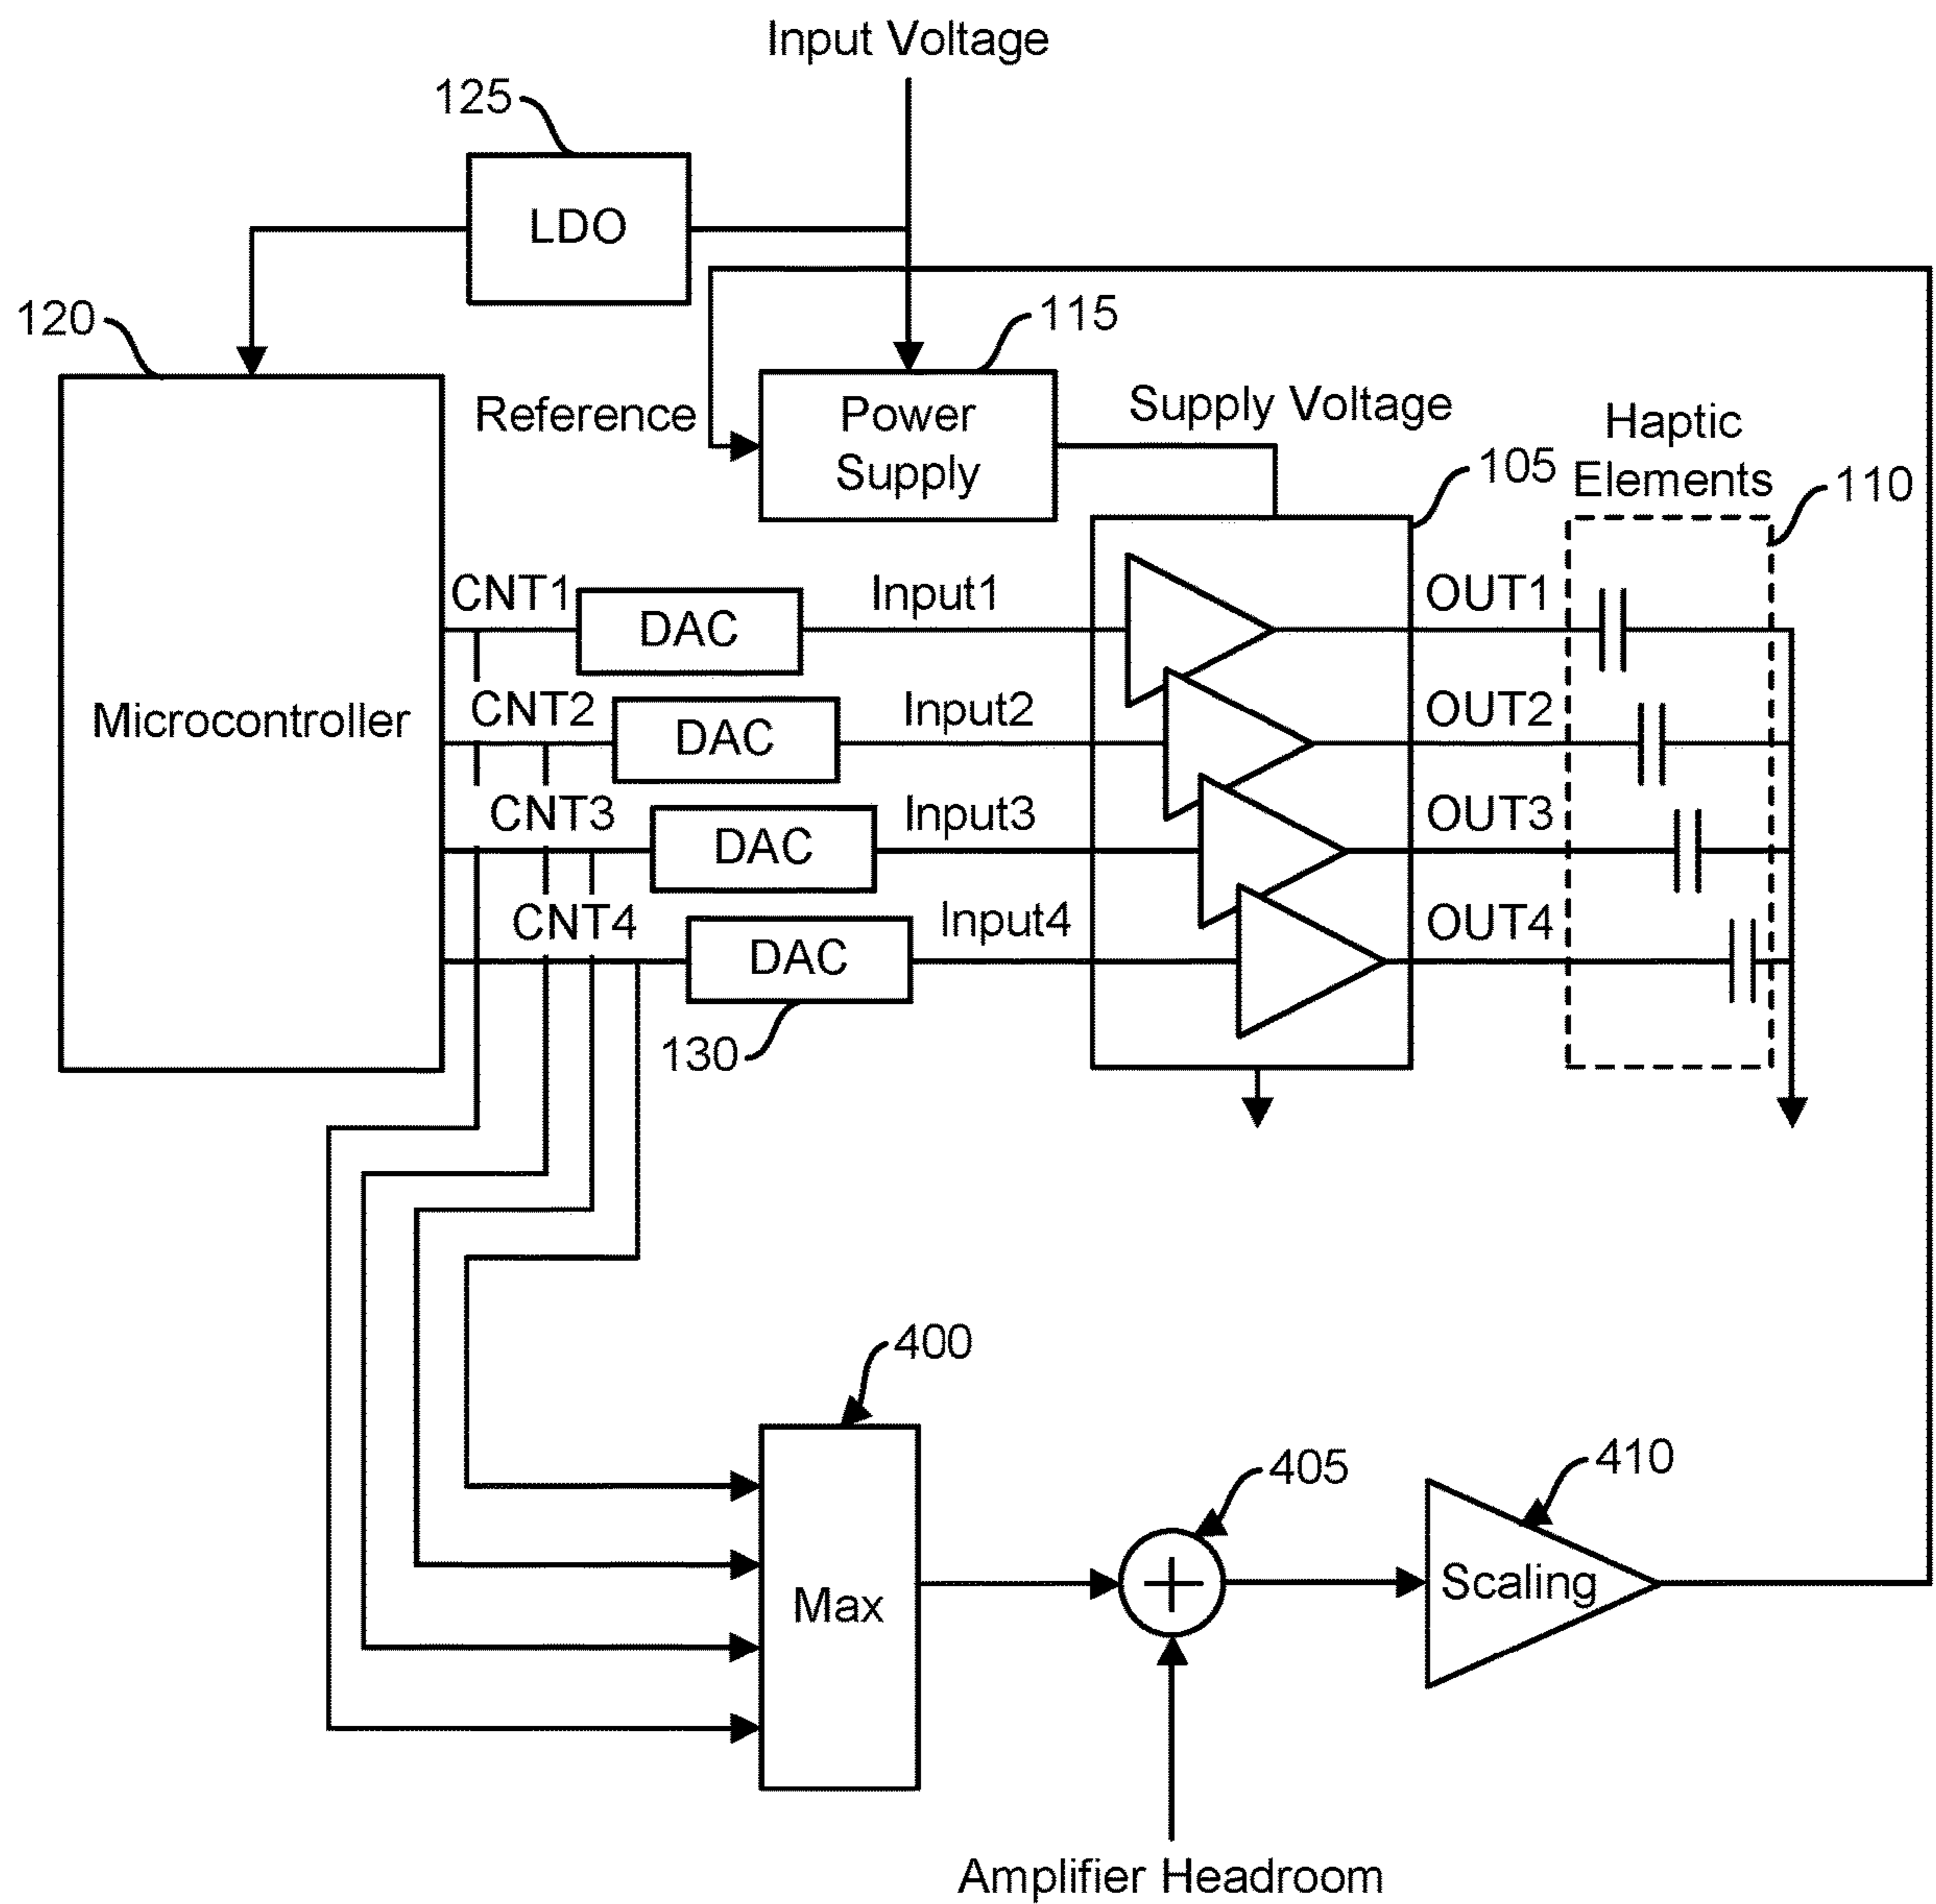 Input Voltage
125
LDO
120
115
Reference
Power
Supply
Supply Voltage
Haptic
Elements
105
110
CNT1
DAC
Input1
OUT1
Microcontroller
CNT2
DAC
Input2
OUT2
CNT3
DAC
Input3
OUT3
CNT4
DAC
Input4
OUT4
130
400
405
410
Max
+
Scaling
Amplifier Headroom